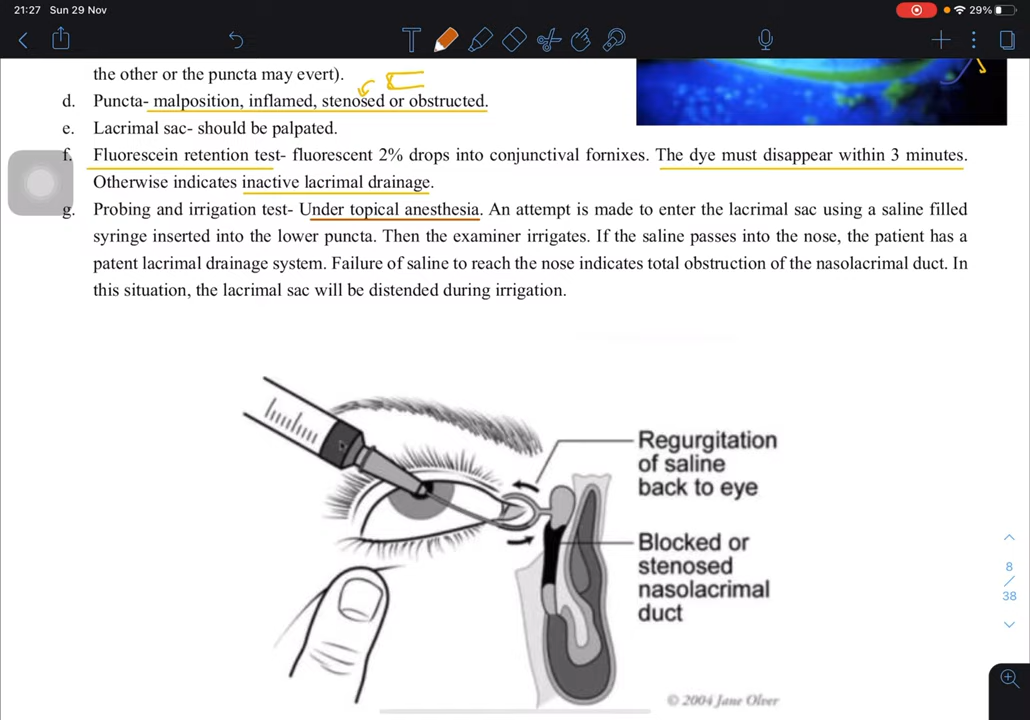 21:27 Sun 29 Nov
29%
T
the other or the puncta may evert).
d. Puncta- malposition, inflamed, stenosed or obstructed.
e. Lacrimal sac- should be palpated.
f. Fluorescein retention test- fluorescent 2% drops into conjunctival fornixes. The dye must disappear within 3 minutes.
Otherwise indicates inactive lacrimal drainage.
g. Probing and irrigation test- Under topical anesthesia. An attempt is made to enter the lacrimal sac using a saline filled
syringe inserted into the lower puncta. Then the examiner irrigates. If the saline passes into the nose, the patient has a
patent lacrimal drainage system. Failure of saline to reach the nose indicates total obstruction of the nasolacrimal duct. In
this situation, the lacrimal sac will be distended during irrigation.
Regurgitation
of saline
back to eye
Blocked or
stenosed
nasolacrimal
duct
8
/
38
© 2004 Jane Olver